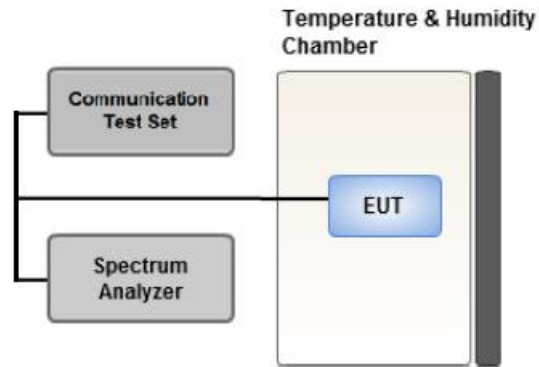 Temperature & Humidity
Chamber
Communication
Test Set
EUT
Spectrum
Analyzer